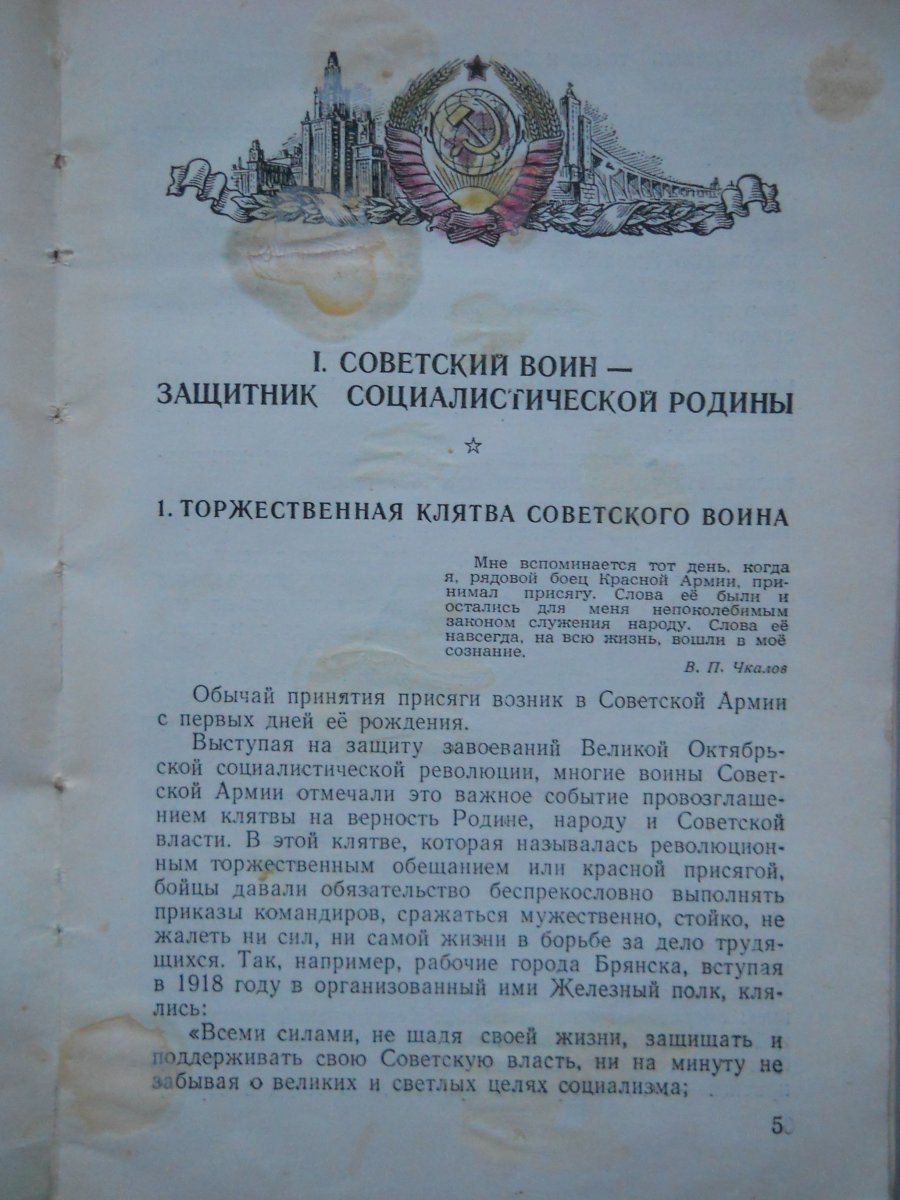 I. СОВЕТСКИЙ ВОИН —
ЗАЩИТНИК СОЦИАЛИСТИЧЕСКОЙ РОДИНЫ
☆
1. ТОРЖЕСТВЕННАЯ КЛЯТВА СОВЕТСКОГО ВОИНА
Мне вспоминается тот день, когда
я, рядовой боец Красной Армии, при-
нимал присягу. Слова её были и
остались для меня непоколебимым
законом служения народу. Слова её
навсегда, на всю жизнь, вошли в моё
сознание.
В. П. Чкалов
Обычай принятия присяги возник в Советской Армии
с первых дней её рождения.
Выступая на защиту завоеваний Великой Октябрь-
ской социалистической революции, многие воины Совет-
ской Армии отмечали это важное событие провозглаше-
нием клятвы на верность Родине, народу и Советской
власти. В этой клятве, которая называлась революцион-
ным торжественным обещанием или красной присягой,
бойцы давали обязательство беспрекословно выполнять
приказы командиров, сражаться мужественно, стойко, не
жалеть ни сил, ни самой жизни в борьбе за дело трудя-
щихся. Так, например, рабочие города Брянска, вступая
в 1918 году в организованный ими Железный полк, кля-
лись:
«Всеми силами, не щадя своей жизни, защищать и
поддерживать свою Советскую власть, ни на минуту не
забывая о великих и светлых целях социализма;
5